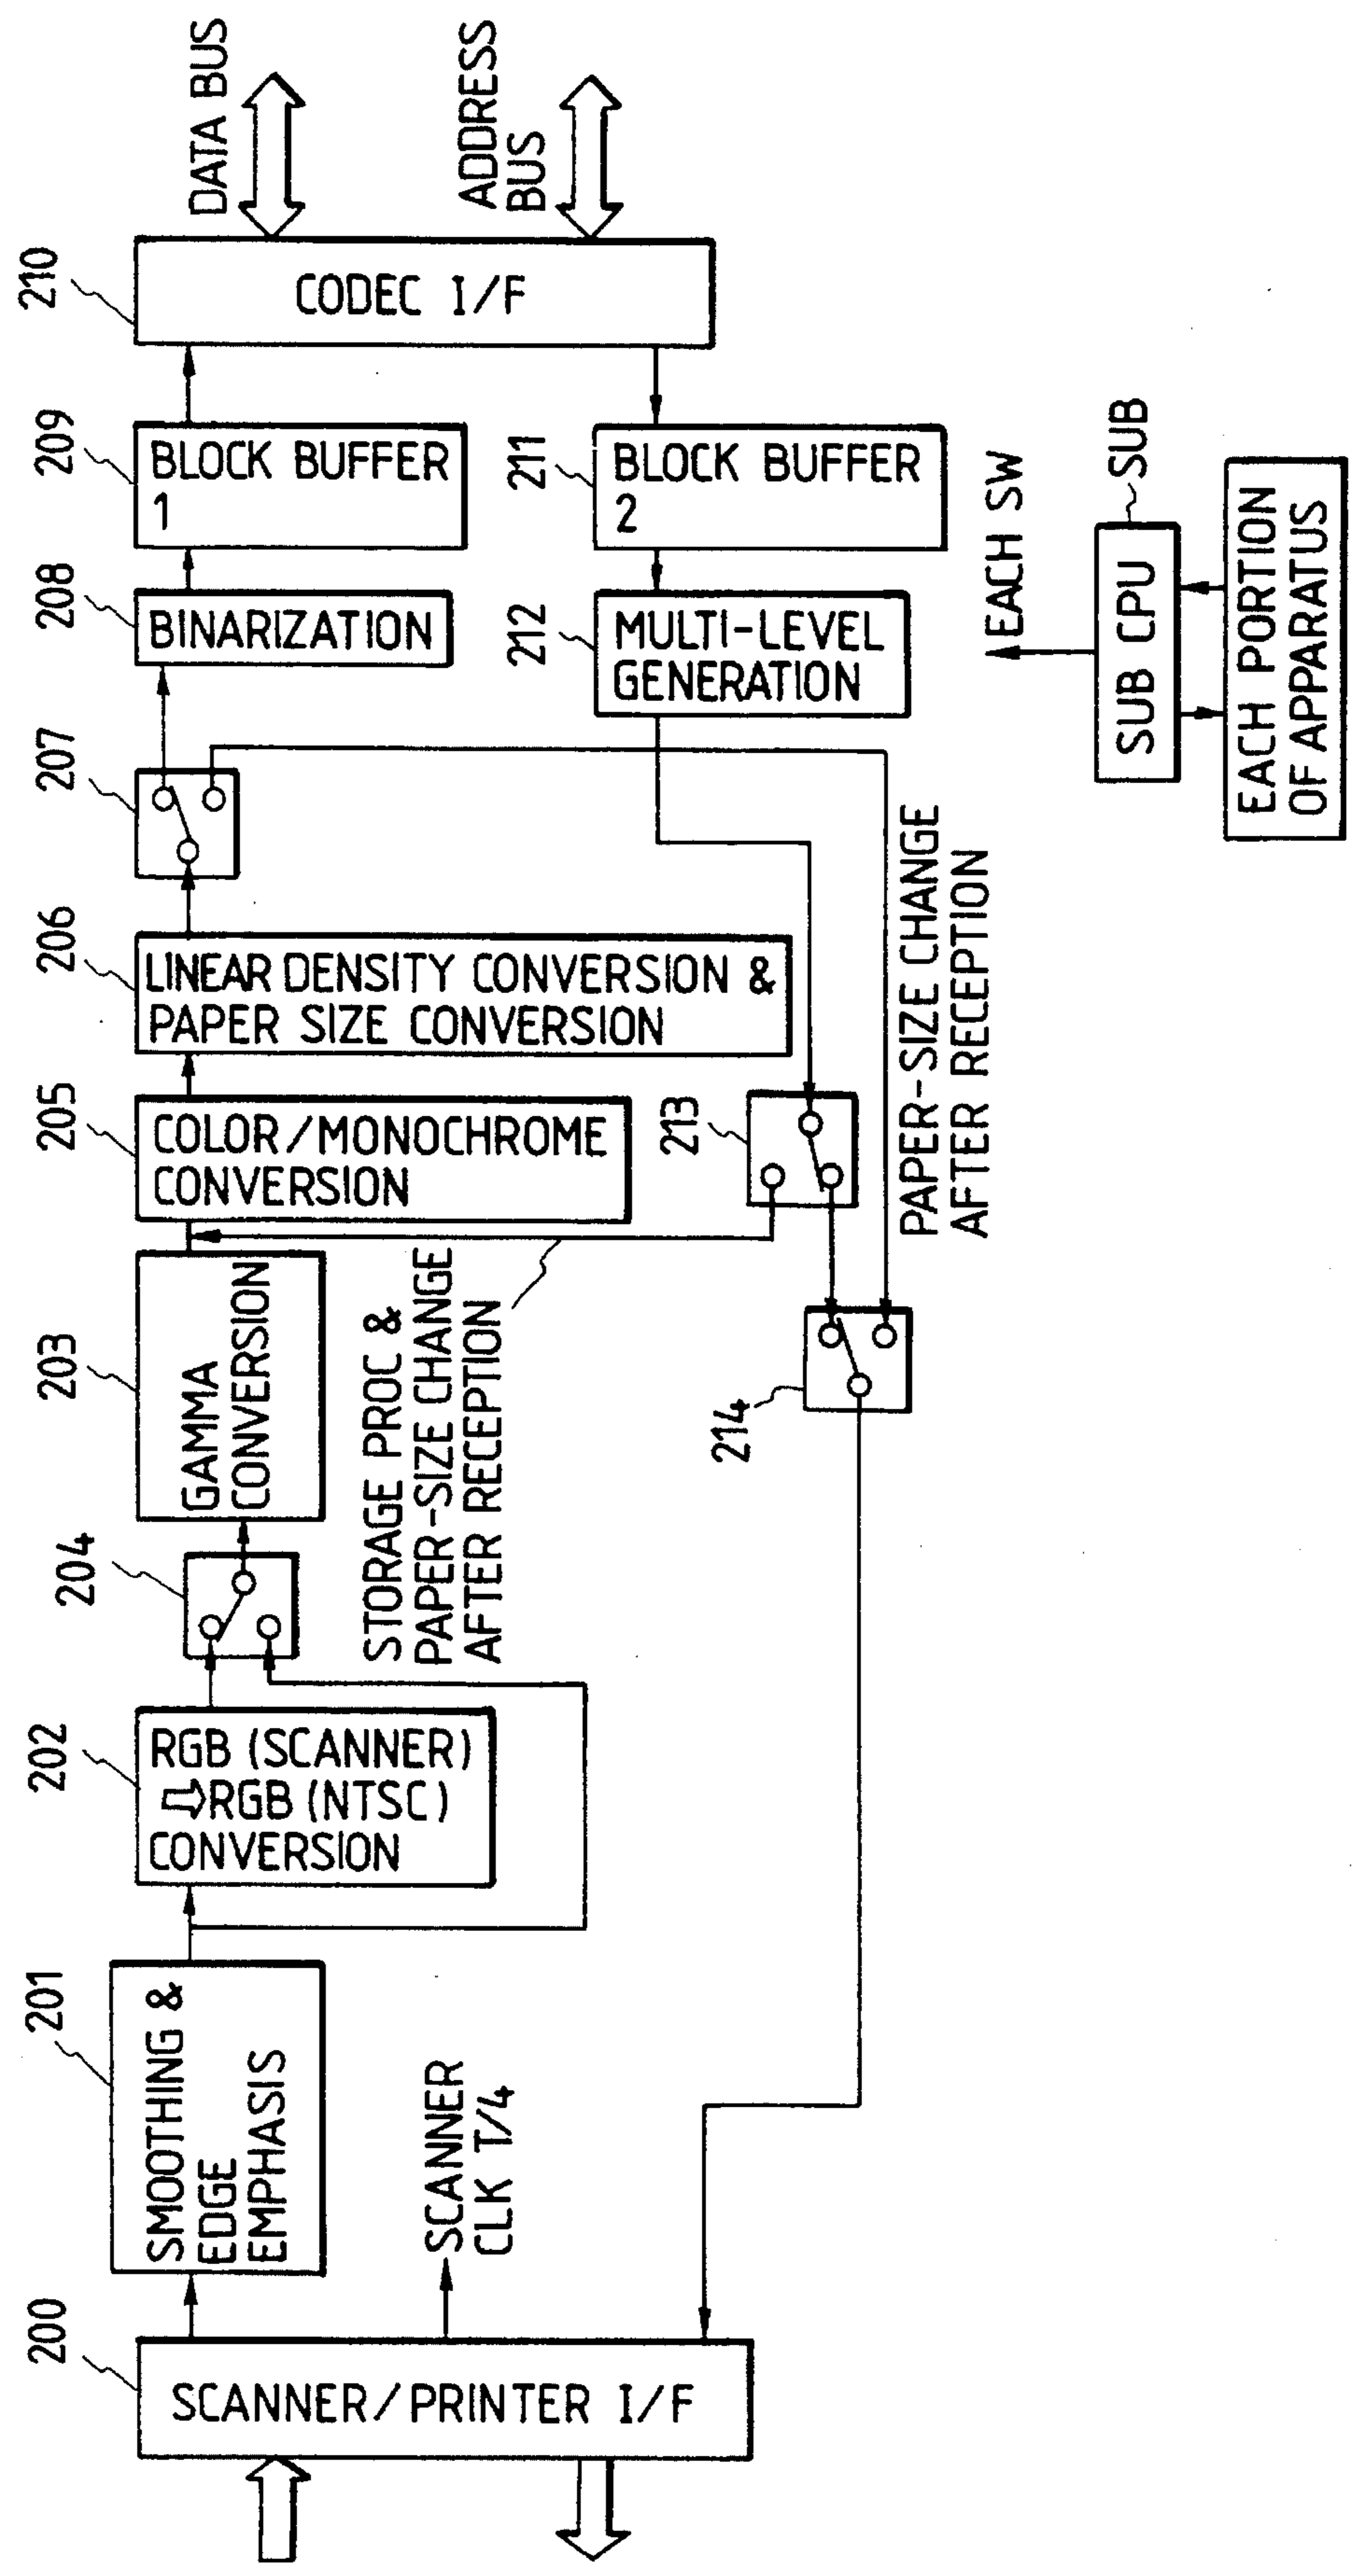 200
SCANNER/PRINTER I/F
201
SMOOTHING &
EDGE
EMPHASIS
SCANNER
CLK T/4
202
RGB (SCANNER)
⇨RGB (NTSC)
CONVERSION
204
203
GAMMA
CONVERSION
STORAGE PROC &
PAPER-SIZE CHANGE
AFTER RECEPTION
205
COLOR/MONOCHROME
CONVERSION
206
LINEAR DENSITY CONVERSION &
PAPER SIZE CONVERSION
207
208
BINARIZATION
209
BLOCK BUFFER
1
210
CODEC I/F
DATA BUS
ADDRESS
BUS
211
BLOCK BUFFER
2
212
MULTI-LEVEL
GENERATION
213
214
PAPER-SIZE CHANGE
AFTER RECEPTION
EACH SW
SUB CPU
SUB
EACH PORTION
OF APPARATUS